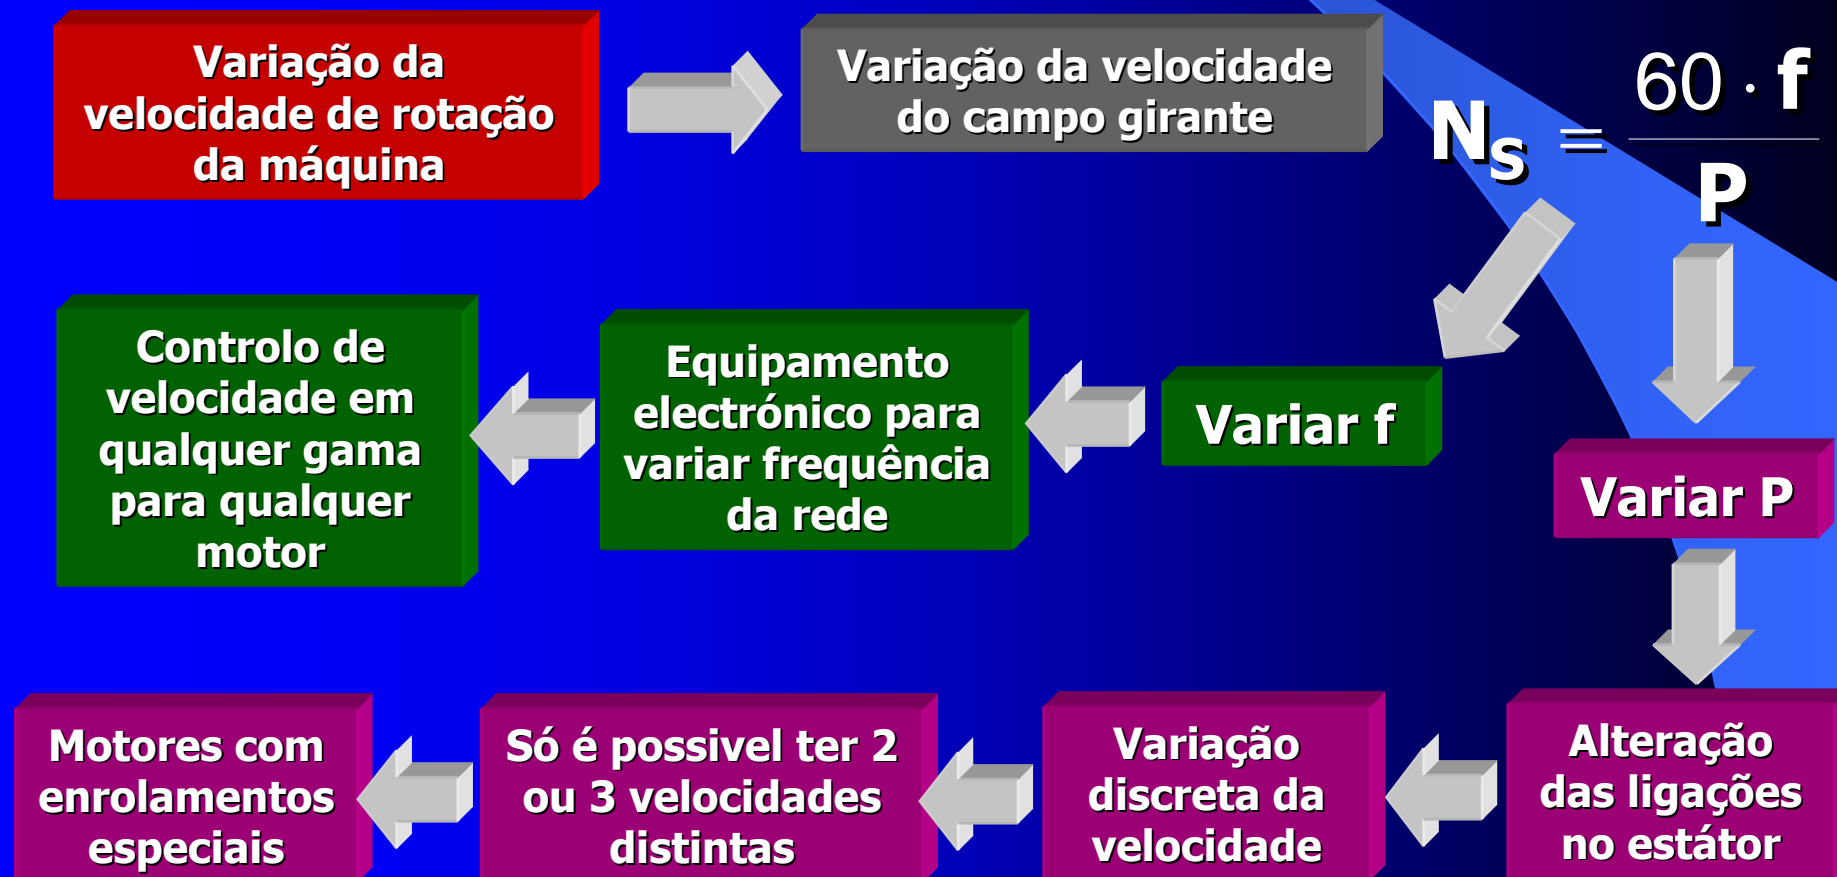 Variação da
velocidade de rotação
da máquina
Variação da velocidade
do campo girante
N_S = 60 · f / P
Controlo de
velocidade em
qualquer gama
para qualquer
motor
Equipamento
electrónico para
variar frequência
da rede
Variar f
Variar P
Motores com
enrolamentos
especiais
Só é possivel ter 2
ou 3 velocidades
distintas
Variação
discreta da
velocidade
Alteração
das ligações
no estátor